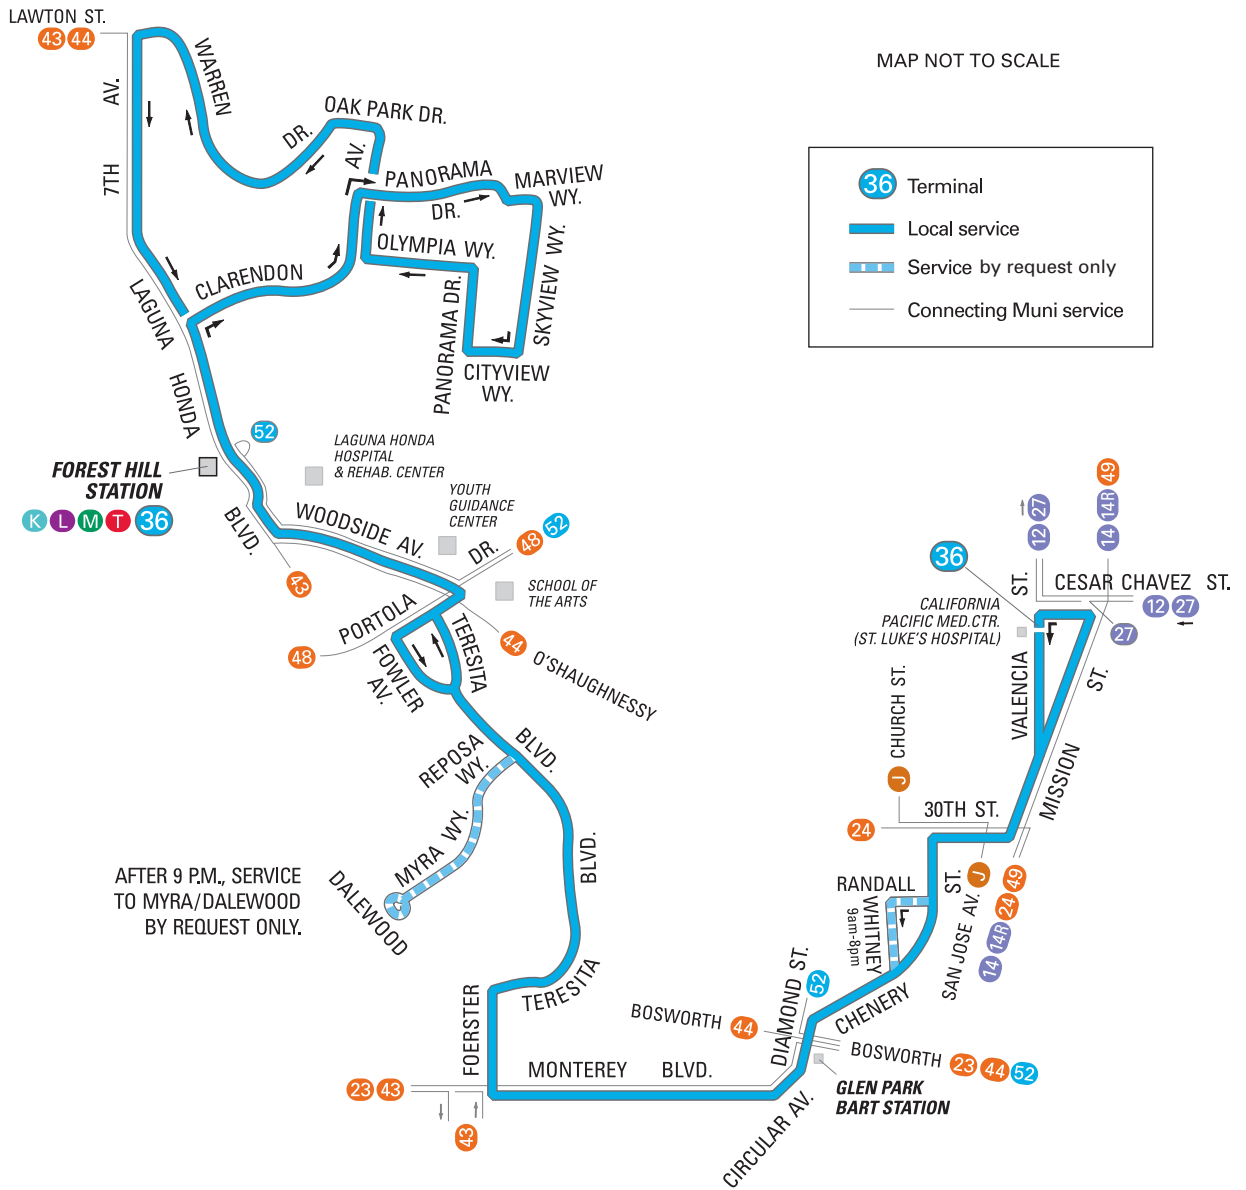 LAWTON ST.
43 44
AV.
7TH
WARREN
DR.
OAK PARK DR.
AV.
PANORAMA
DR.
MARVIEW
WY.
OLYMPIA WY.
SKYVIEW WY.
PANORAMA DR.
CITYVIEW
WY.
CLARENDON
LAGUNA
HONDA
BLVD.
MAP NOT TO SCALE
36 Terminal
Local service
Service by request only
Connecting Muni service
52
FOREST HILL
STATION
K L M T 36
LAGUNA HONDA
HOSPITAL
& REHAB. CENTER
YOUTH
GUIDANCE
CENTER
WOODSIDE AV.
DR.
48 52
43
SCHOOL OF
THE ARTS
PORTOLA
48
44
O'SHAUGHNESSY
FOWLER
AV.
TERESITA
BLVD.
REPOSA
WY.
MYRA WY.
DALEWOOD
BLVD.
TERESITA
AFTER 9 P.M., SERVICE
TO MYRA/DALEWOOD
BY REQUEST ONLY.
FOERSTER
23 43
43
MONTEREY BLVD.
CIRCULAR AV.
BOSWORTH 44
DIAMOND ST.
52
BOSWORTH 23 44 52
GLEN PARK
BART STATION
CHENERY
ST.
RANDALL
WHITNEY
9am-8pm
SAN JOSE AV.
J
14 14R 24 49
24
30TH ST.
J
CHURCH ST.
MISSION
ST.
VALENCIA
ST.
36
CALIFORNIA
PACIFIC MED.CTR.
(ST. LUKE'S HOSPITAL)
12 27
14 14R 49
CESAR CHAVEZ ST.
12 27
27